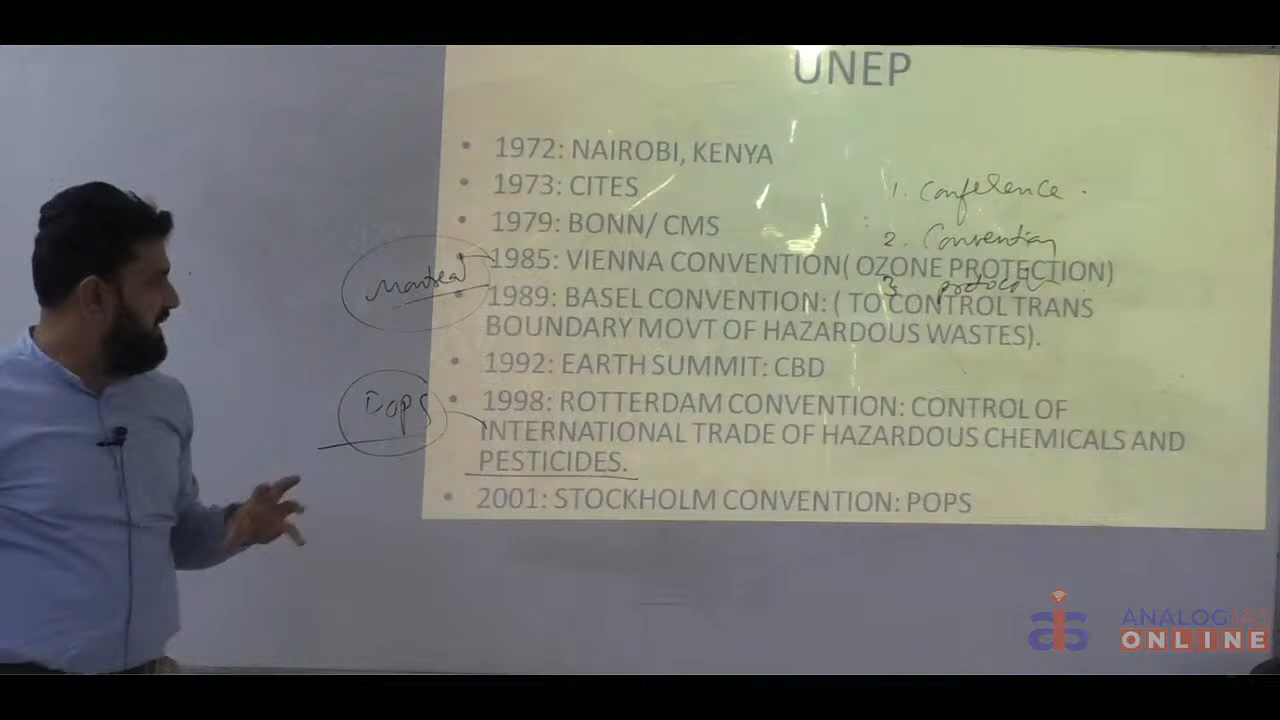 UNEP
• 1972: NAIROBI, KENYA
• 1973: CITES
1. Conference.
• 1979: BONN/ CMS
2. Convention
• 1985: VIENNA CONVENTION( OZONE PROTECTION)
Montreal
3 protocol
• 1989: BASEL CONVENTION: ( TO CONTROL TRANS
BOUNDARY MOVT OF HAZARDOUS WASTES).
• 1992: EARTH SUMMIT: CBD
• 1998: ROTTERDAM CONVENTION: CONTROL OF
POPS
INTERNATIONAL TRADE OF HAZARDOUS CHEMICALS AND
PESTICIDES.
• 2001: STOCKHOLM CONVENTION: POPS
ANALOG IAS
ONLINE